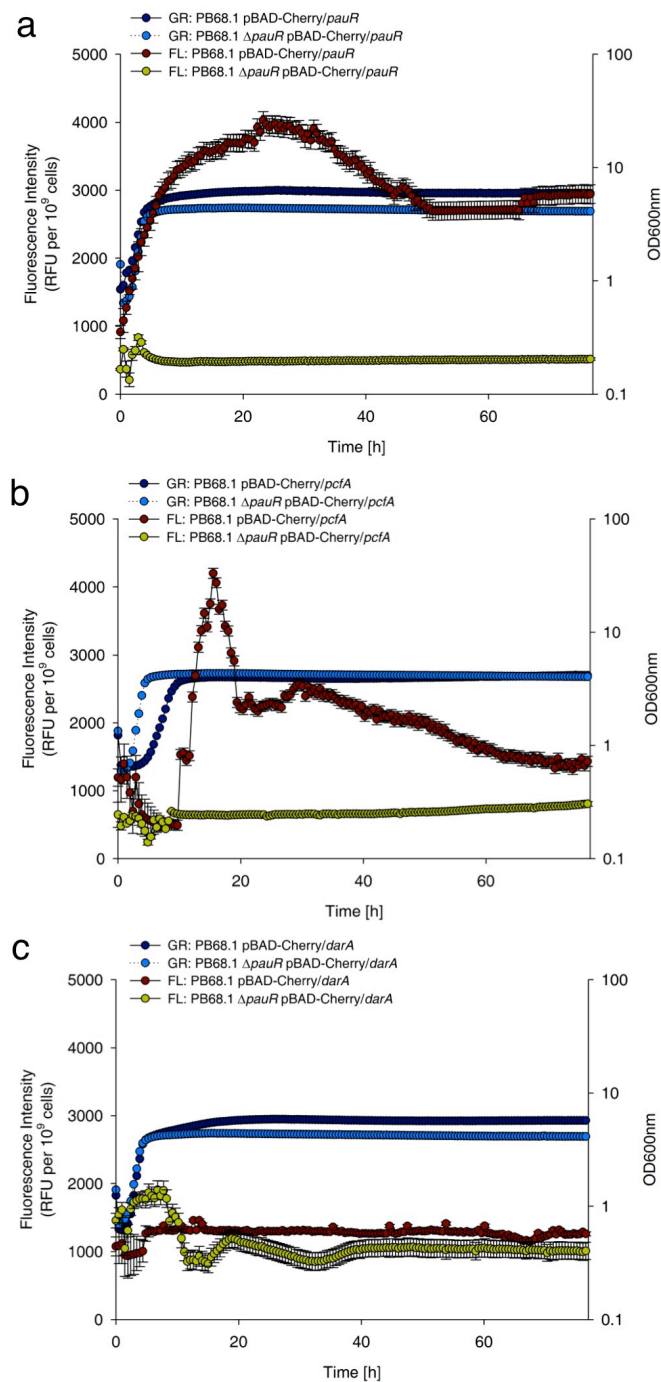 a
GR: PB68.1 pBAD-Cherry/pauR
GR: PB68.1 ΔpauR pBAD-Cherry/pauR
FL: PB68.1 pBAD-Cherry/pauR
FL: PB68.1 ΔpauR pBAD-Cherry/pauR
Fluorescence Intensity
(RFU per 10⁹ cells)
5000
4000
3000
2000
1000
0
100
10
1
0.1
OD600nm
0 20 40 60
Time [h]
b
GR: PB68.1 pBAD-Cherry/pcfA
GR: PB68.1 ΔpauR pBAD-Cherry/pcfA
FL: PB68.1 pBAD-Cherry/pcfA
FL: PB68.1 ΔpauR pBAD-Cherry/pcfA
Fluorescence Intensity
(RFU per 10⁹ cells)
5000
4000
3000
2000
1000
0
100
10
1
0.1
OD600nm
0 20 40 60
Time [h]
c
GR: PB68.1 pBAD-Cherry/darA
GR: PB68.1 ΔpauR pBAD-Cherry/darA
FL: PB68.1 pBAD-Cherry/darA
FL: PB68.1 ΔpauR pBAD-Cherry/darA
Fluorescence Intensity
(RFU per 10⁹ cells)
5000
4000
3000
2000
1000
0
100
10
1
0.1
OD600nm
0 20 40 60
Time [h]